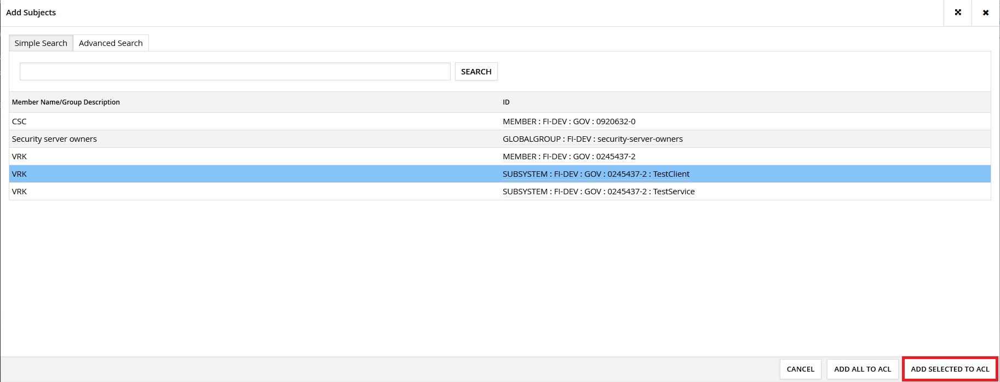 Add Subjects
Simple Search Advanced Search
SEARCH
Member Name/Group Description ID
CSC MEMBER : FI-DEV : GOV : 0920632-0
Security server owners GLOBALGROUP : FI-DEV : security-server-owners
VRK MEMBER : FI-DEV : GOV : 0245437-2
VRK SUBSYSTEM : FI-DEV : GOV : 0245437-2 : TestClient
VRK SUBSYSTEM : FI-DEV : GOV : 0245437-2 : TestService
CANCEL ADD ALL TO ACL ADD SELECTED TO ACL